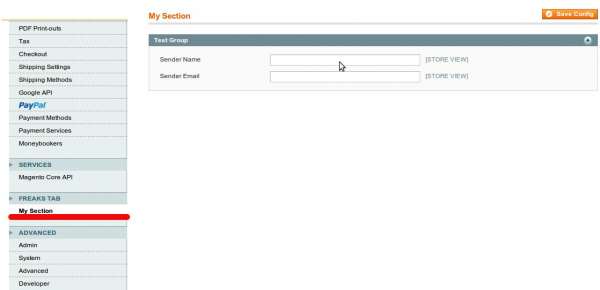 PDF Print-outs
Tax
Checkout
Shipping Settings
Shipping Methods
Google API
PayPal
Payment Methods
Payment Services
Moneybookers
SERVICES
Magento Core API
FREAKS TAB
My Section
ADVANCED
Admin
System
Advanced
Developer
My Section
Save Config
Test Group
Sender Name [STORE VIEW]
Sender Email [STORE VIEW]